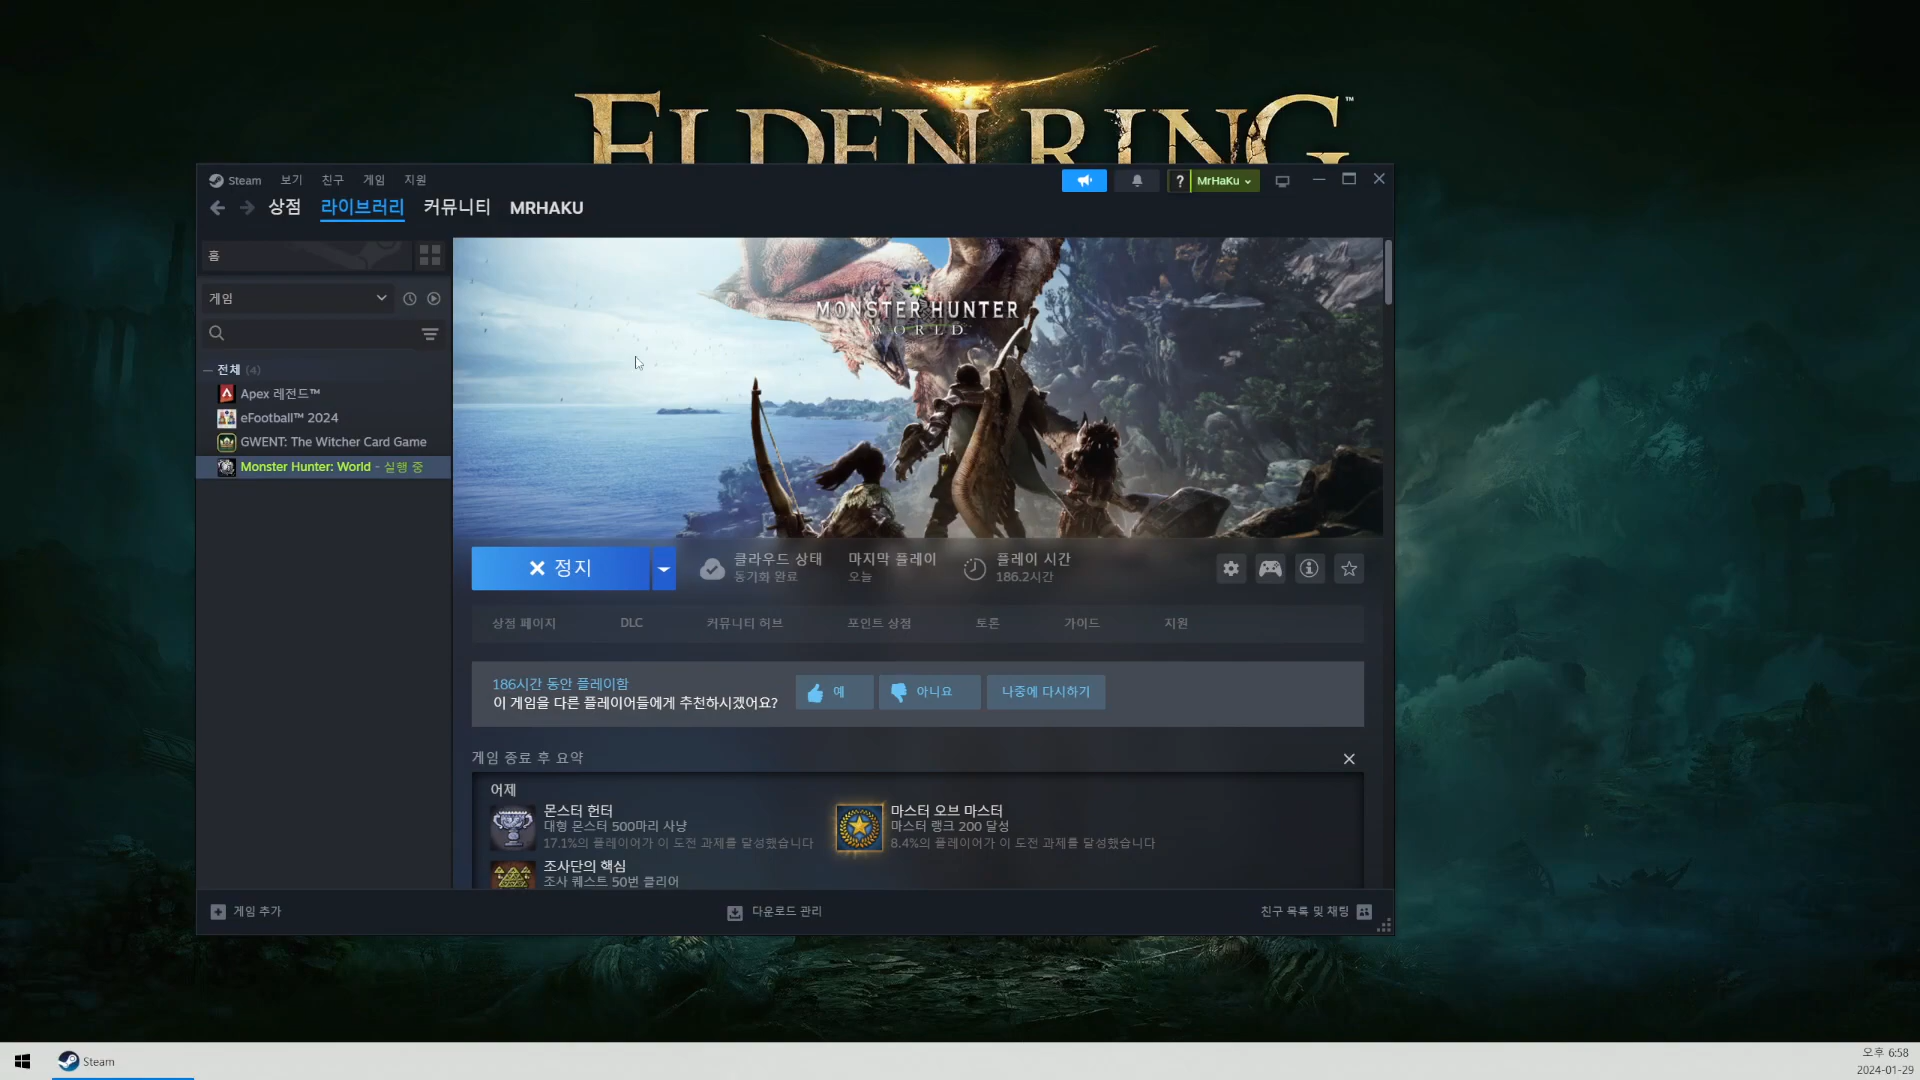 ELDEN RING™
Steam 보기 친구 게임 지원
? MrHaKu
상점 라이브러리 커뮤니티 MRHAKU
홈
게임
전체 (4)
Apex 레전드™
eFootball™ 2024
GWENT: The Witcher Card Game
Monster Hunter: World - 실행 중
MONSTER HUNTER
WORLD
정지
클라우드 상태
동기화 완료
마지막 플레이
오늘
플레이 시간
186.2시간
상점 페이지 DLC 커뮤니티 허브 포인트 상점 토론 가이드 지원
186시간 동안 플레이함
이 게임을 다른 플레이어들에게 추천하시겠어요?
예 아니요 나중에 다시하기
게임 종료 후 요약
어제
몬스터 헌터
대형 몬스터 500마리 사냥
17.1%의 플레이어가 이 도전 과제를 달성했습니다
마스터 오브 마스터
마스터 랭크 200 달성
8.4%의 플레이어가 이 도전 과제를 달성했습니다
조사단의 핵심
조사 퀘스트 50번 클리어
게임 추가 다운로드 관리 친구 목록 및 채팅
Steam
오후 6:58
2024-01-29